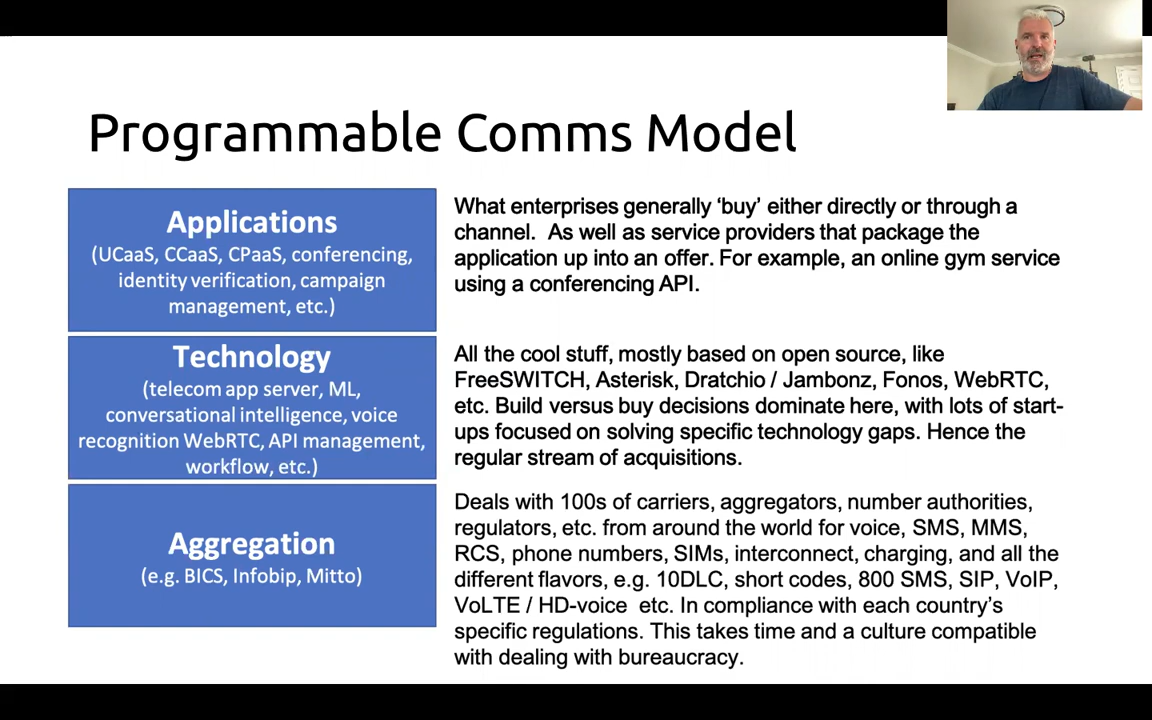 Programmable Comms Model
Applications
(UCaaS, CCaaS, CPaaS, conferencing,
identity verification, campaign
management, etc.)
What enterprises generally ‘buy’ either directly or through a
channel.  As well as service providers that package the
application up into an offer. For example, an online gym service
using a conferencing API.
Technology
(telecom app server, ML,
conversational intelligence, voice
recognition WebRTC, API management,
workflow, etc.)
All the cool stuff, mostly based on open source, like
FreeSWITCH, Asterisk, Dratchio / Jambonz, Fonos, WebRTC,
etc. Build versus buy decisions dominate here, with lots of start-
ups focused on solving specific technology gaps. Hence the
regular stream of acquisitions.
Aggregation
(e.g. BICS, Infobip, Mitto)
Deals with 100s of carriers, aggregators, number authorities,
regulators, etc. from around the world for voice, SMS, MMS,
RCS, phone numbers, SIMs, interconnect, charging, and all the
different flavors, e.g. 10DLC, short codes, 800 SMS, SIP, VoIP,
VoLTE / HD-voice  etc. In compliance with each country’s
specific regulations. This takes time and a culture compatible
with dealing with bureaucracy.